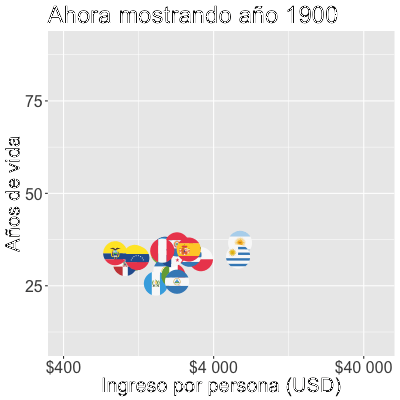 Ahora mostrando año 1900
Años de vida
75
50
25
$400
$4 000
$40 000
Ingreso por persona (USD)